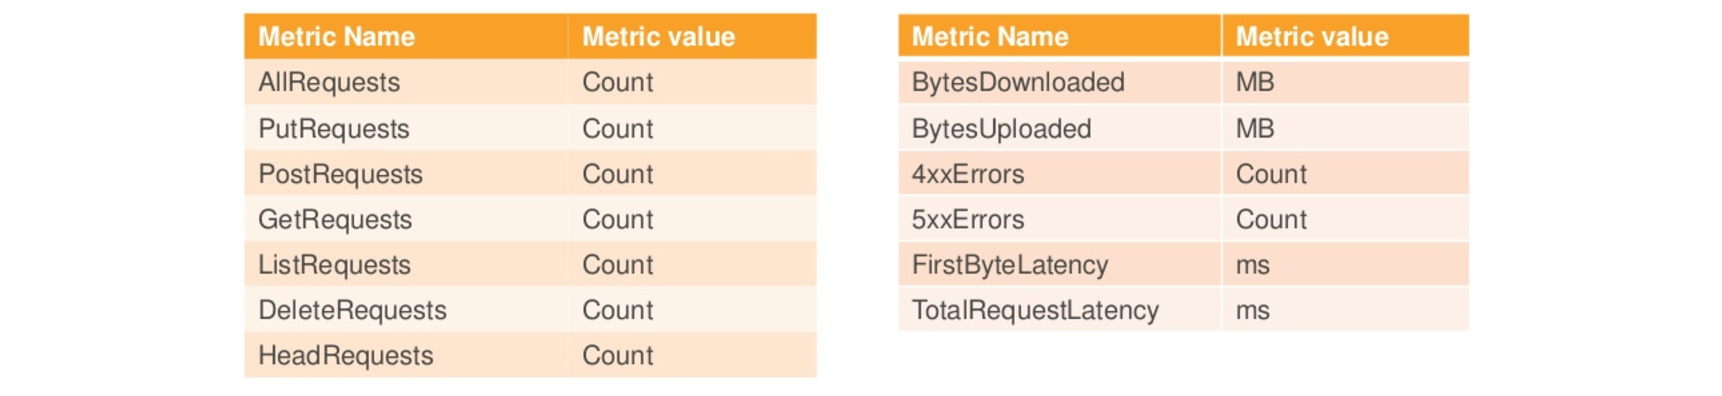 Metric Name Metric value
AllRequests Count
PutRequests Count
PostRequests Count
GetRequests Count
ListRequests Count
DeleteRequests Count
HeadRequests Count
Metric Name Metric value
BytesDownloaded MB
BytesUploaded MB
4xxErrors Count
5xxErrors Count
FirstByteLatency ms
TotalRequestLatency ms